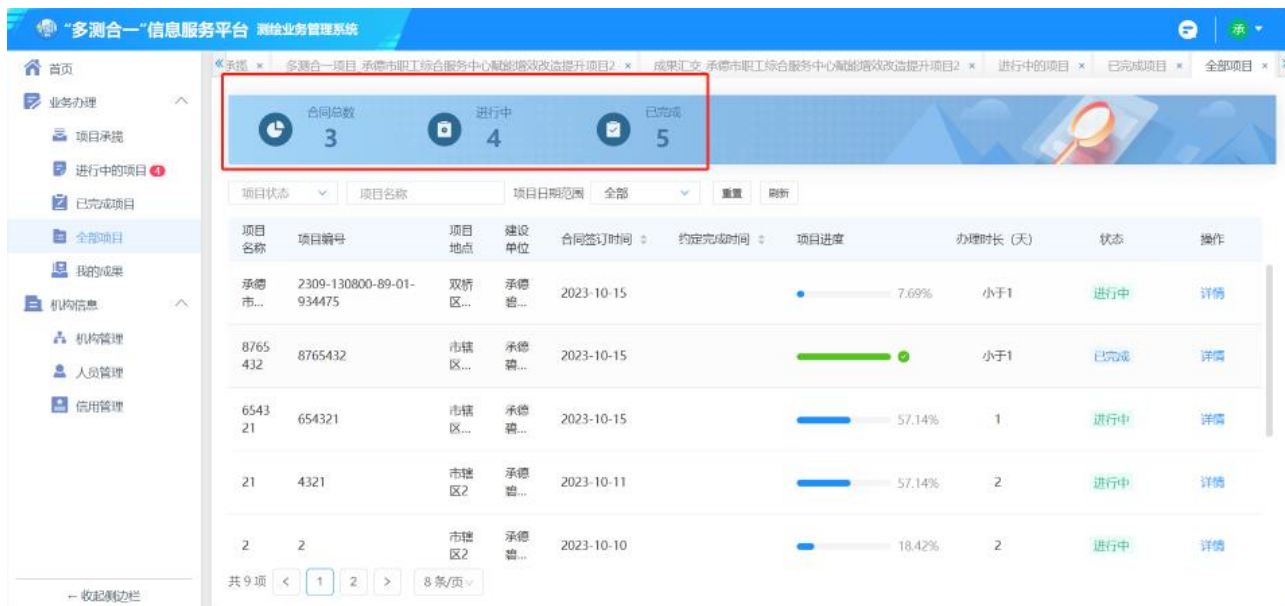 “多测合一”信息服务平台 测绘业务管理系统
承
首页
业务办理
项目承揽
进行中的项目 4
已完成项目
全部项目
我的成果
机构信息
机构管理
人员管理
信用管理
← 收起侧边栏
承揽 × 多测合一项目_承德市职工综合服务中心赋能增效改造提升项目2 × 成果汇交_承德市职工综合服务中心赋能增效改造提升项目2 × 进行中的项目 × 已完成项目 × 全部项目 ×
合同总数 进行中 已完成
3 4 5
项目状态 项目名称 项目日期范围 全部 重置 刷新
项目名称 项目编号 项目地点 建设单位 合同签订时间 约定完成时间 项目进度 办理时长（天） 状态 操作
承德市... 2309-130800-89-01-934475 双桥区... 承德碧... 2023-10-15 7.69% 小于1 进行中 详情
8765432 8765432 市辖区... 承德碧... 2023-10-15 小于1 已完成 详情
654321 654321 市辖区... 承德碧... 2023-10-15 57.14% 1 进行中 详情
21 4321 市辖区2 承德碧... 2023-10-11 57.14% 2 进行中 详情
2 2 市辖区2 承德碧... 2023-10-10 18.42% 2 进行中 详情
共 9 项 < 1 2 > 8 条/页